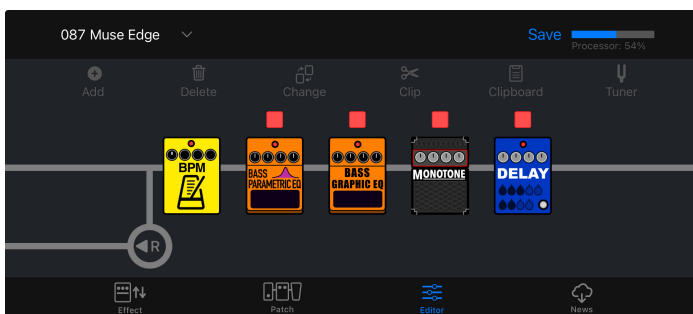 087 Muse Edge
Save
Processor: 54%
Add
Delete
Change
Clip
Clipboard
Tuner
BPM
BASS
PARAMETRIC EQ
BASS
GRAPHIC EQ
MONOTONE
DELAY
R
Effect
Patch
Editor
News